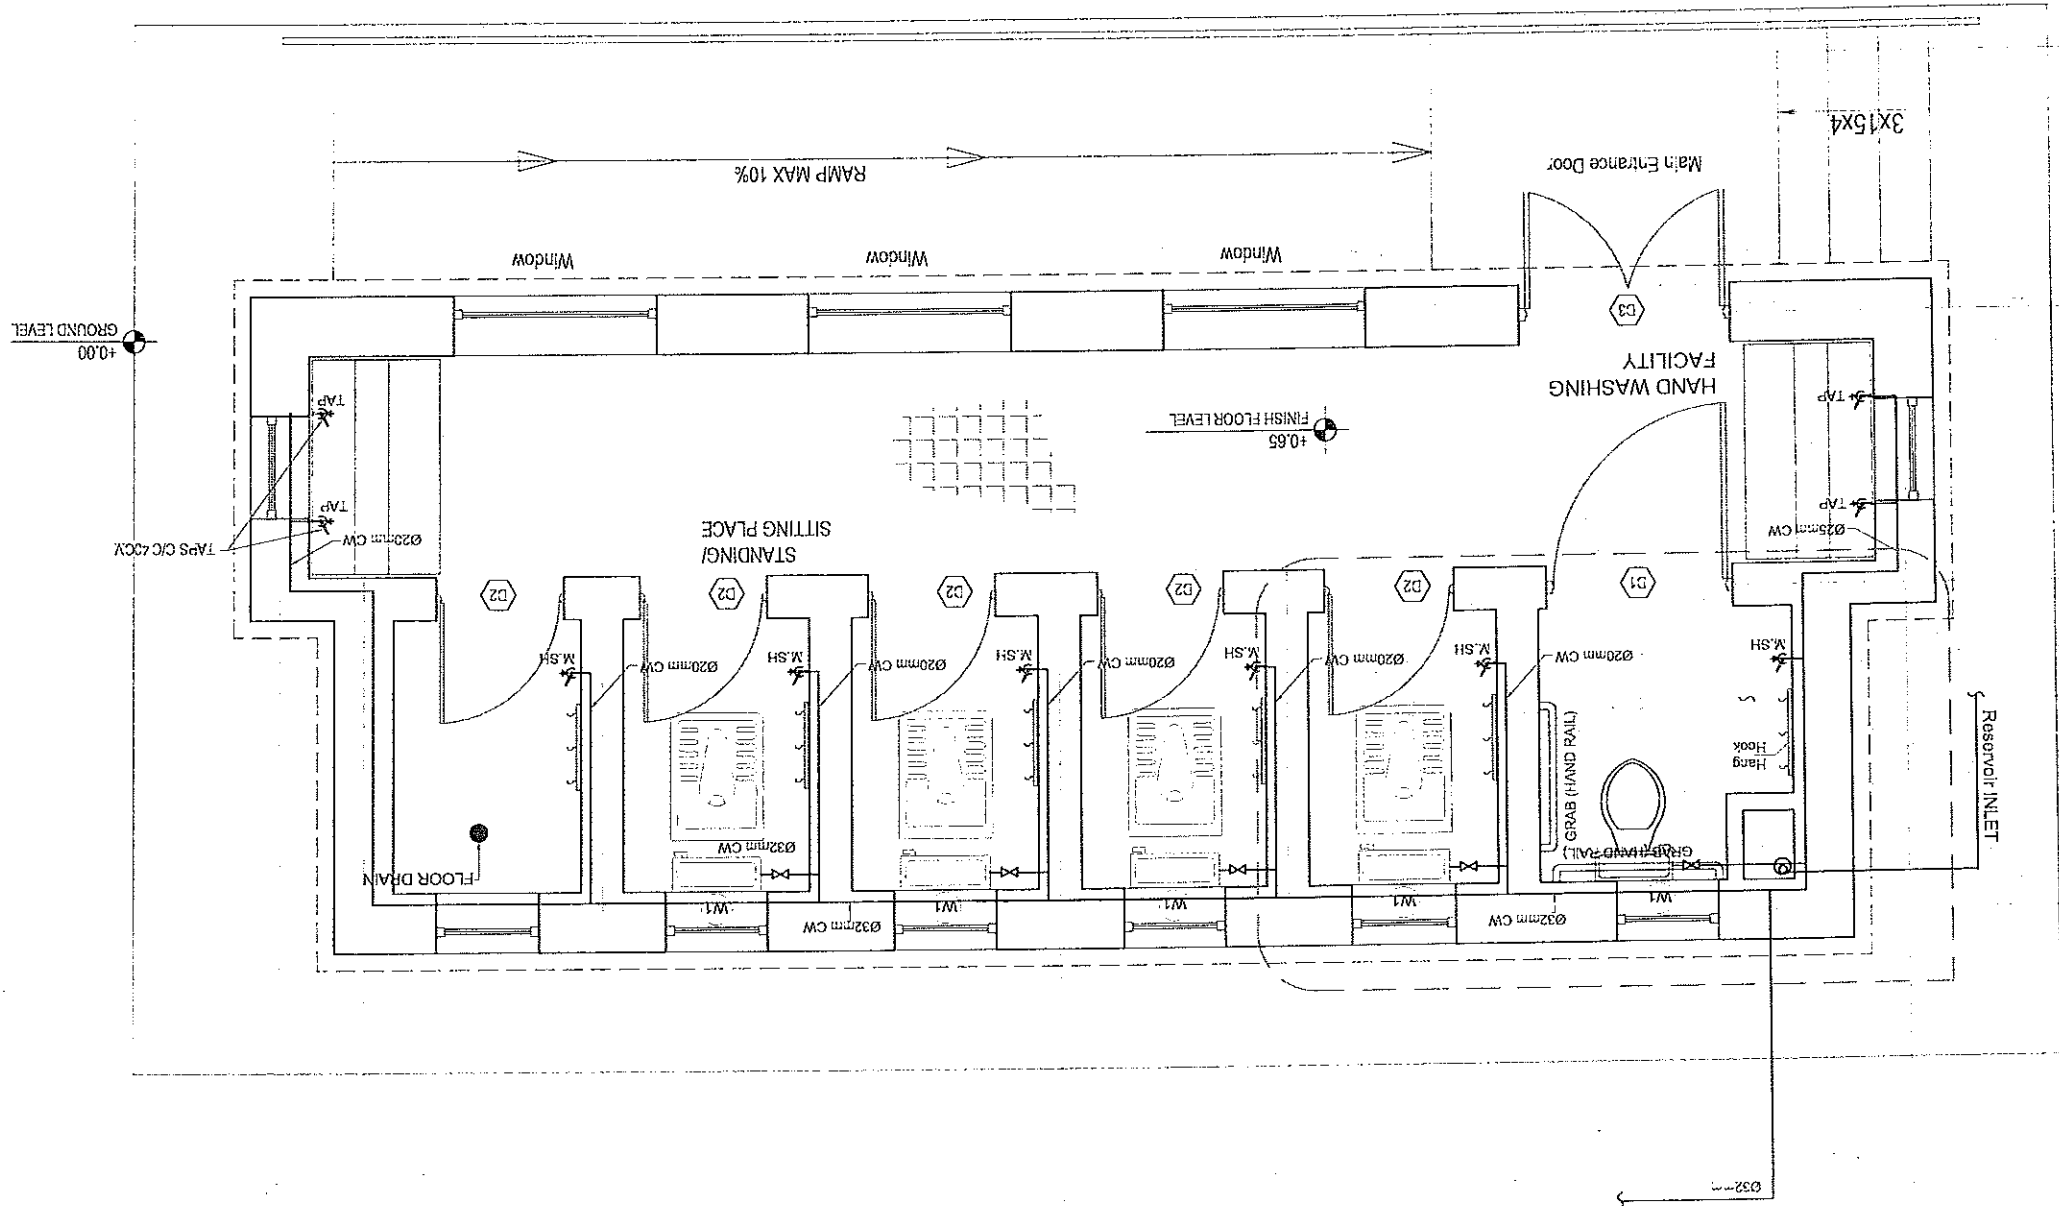 Ø32mm
W1
Ø32mm CW
W1
W1
W1
Ø32mm CW
W1
FLOOR DRAIN
GRAB (HAND RAIL)
Ø32mm CW
Reservoir INLET
Hang
Hook
GRAB (HAND RAIL)
M.SH
Ø20mm CW
M.SH
Ø20mm CW
M.SH
Ø20mm CW
M.SH
Ø20mm CW
M.SH
Ø20mm CW
M.SH
D1
D2
D2
D2
D2
D2
Ø25mm CW
STANDING/
SITTING PLACE
Ø20mm CW
TAPS C/C 40CV
TAP
TAP
+0.65
FINISH FLOOR LEVEL
TAP
TAP
HAND WASHING
FACILITY
+0.00
GROUND LEVEL
D3
Window
Window
Window
Main Entrance Door
RAMP MAX 10%
3x15x4